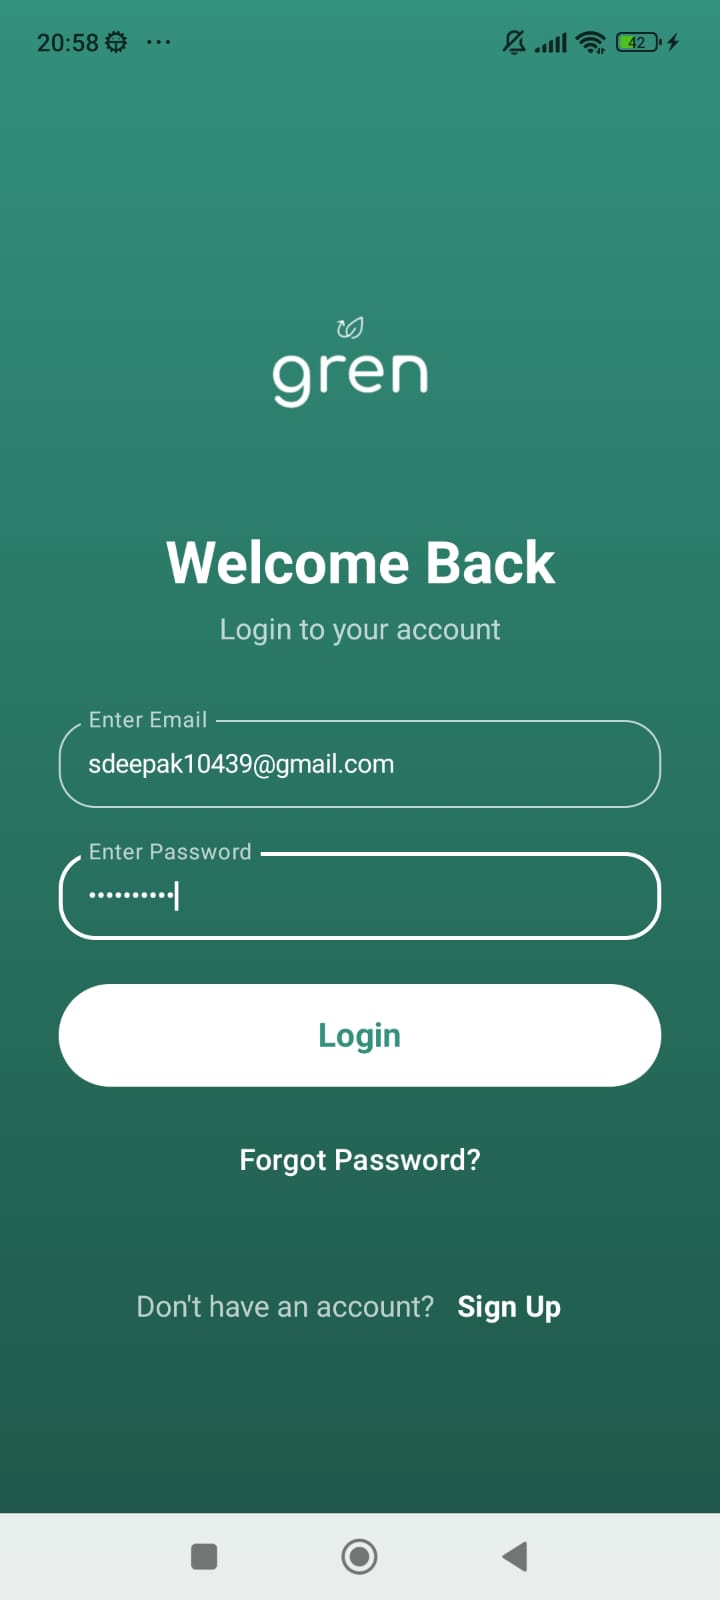 20:58
42
gren
Welcome Back
Login to your account
Enter Email
sdeepak10439@gmail.com
Enter Password
••••••••••
Login
Forgot Password?
Don't have an account? Sign Up